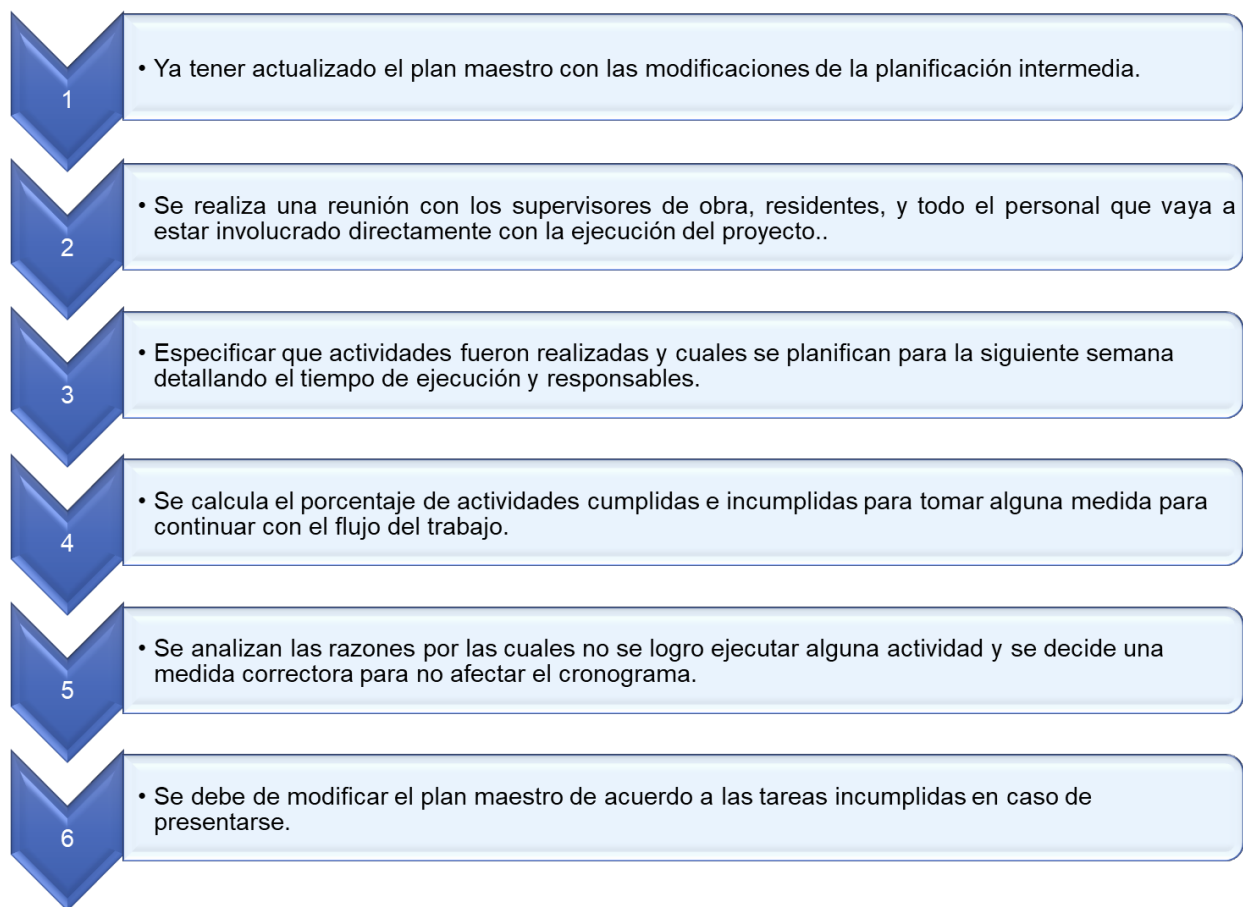 1
• Ya tener actualizado el plan maestro con las modificaciones de la planificación intermedia.
2
• Se realiza una reunión con los supervisores de obra, residentes, y todo el personal que vaya a
estar involucrado directamente con la ejecución del proyecto..
3
• Especificar que actividades fueron realizadas y cuales se planifican para la siguiente semana
detallando el tiempo de ejecución y responsables.
4
• Se calcula el porcentaje de actividades cumplidas e incumplidas para tomar alguna medida para
continuar con el flujo del trabajo.
5
• Se analizan las razones por las cuales no se logro ejecutar alguna actividad y se decide una
medida correctora para no afectar el cronograma.
6
• Se debe de modificar el plan maestro de acuerdo a las tareas incumplidas en caso de
presentarse.